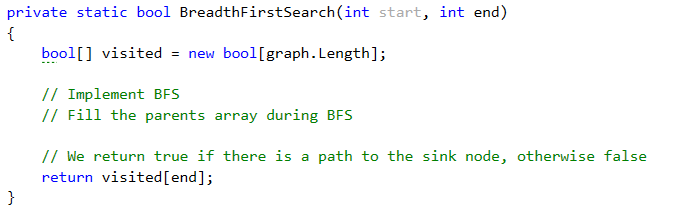 private static bool BreadthFirstSearch(int start, int end)
{
    bool[] visited = new bool[graph.Length];

    // Implement BFS
    // Fill the parents array during BFS

    // We return true if there is a path to the sink node, otherwise false
    return visited[end];
}